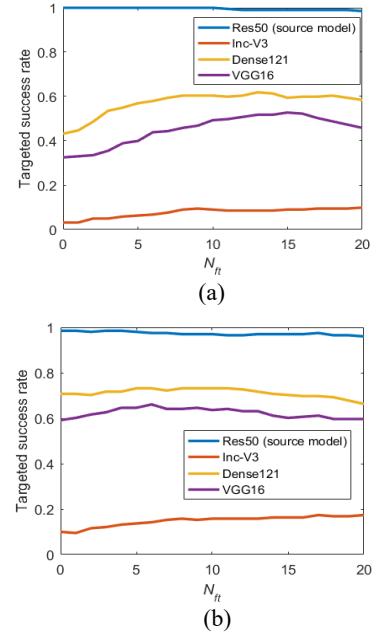 1
0.8
0.6
0.4
0.2
0
Targeted success rate
Res50 (source model)
Inc-V3
Dense121
VGG16
0 5 10 15 20
N_ft
(a)
1
0.8
0.6
0.4
0.2
0
Targeted success rate
Res50 (source model)
Inc-V3
Dense121
VGG16
0 5 10 15 20
N_ft
(b)